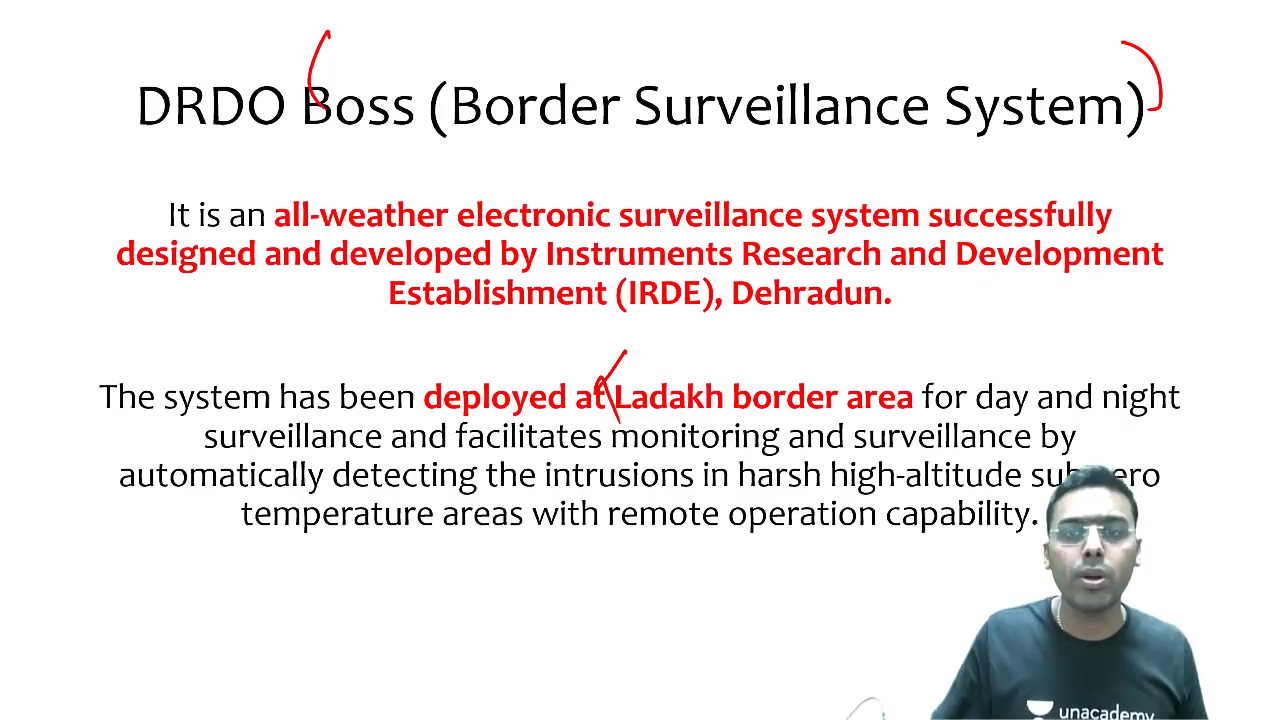 DRDO Boss (Border Surveillance System)
It is an all-weather electronic surveillance system successfully
designed and developed by Instruments Research and Development
Establishment (IRDE), Dehradun.
The system has been deployed at Ladakh border area for day and night
surveillance and facilitates monitoring and surveillance by
automatically detecting the intrusions in harsh high-altitude sub-zero
temperature areas with remote operation capability.
unacademy